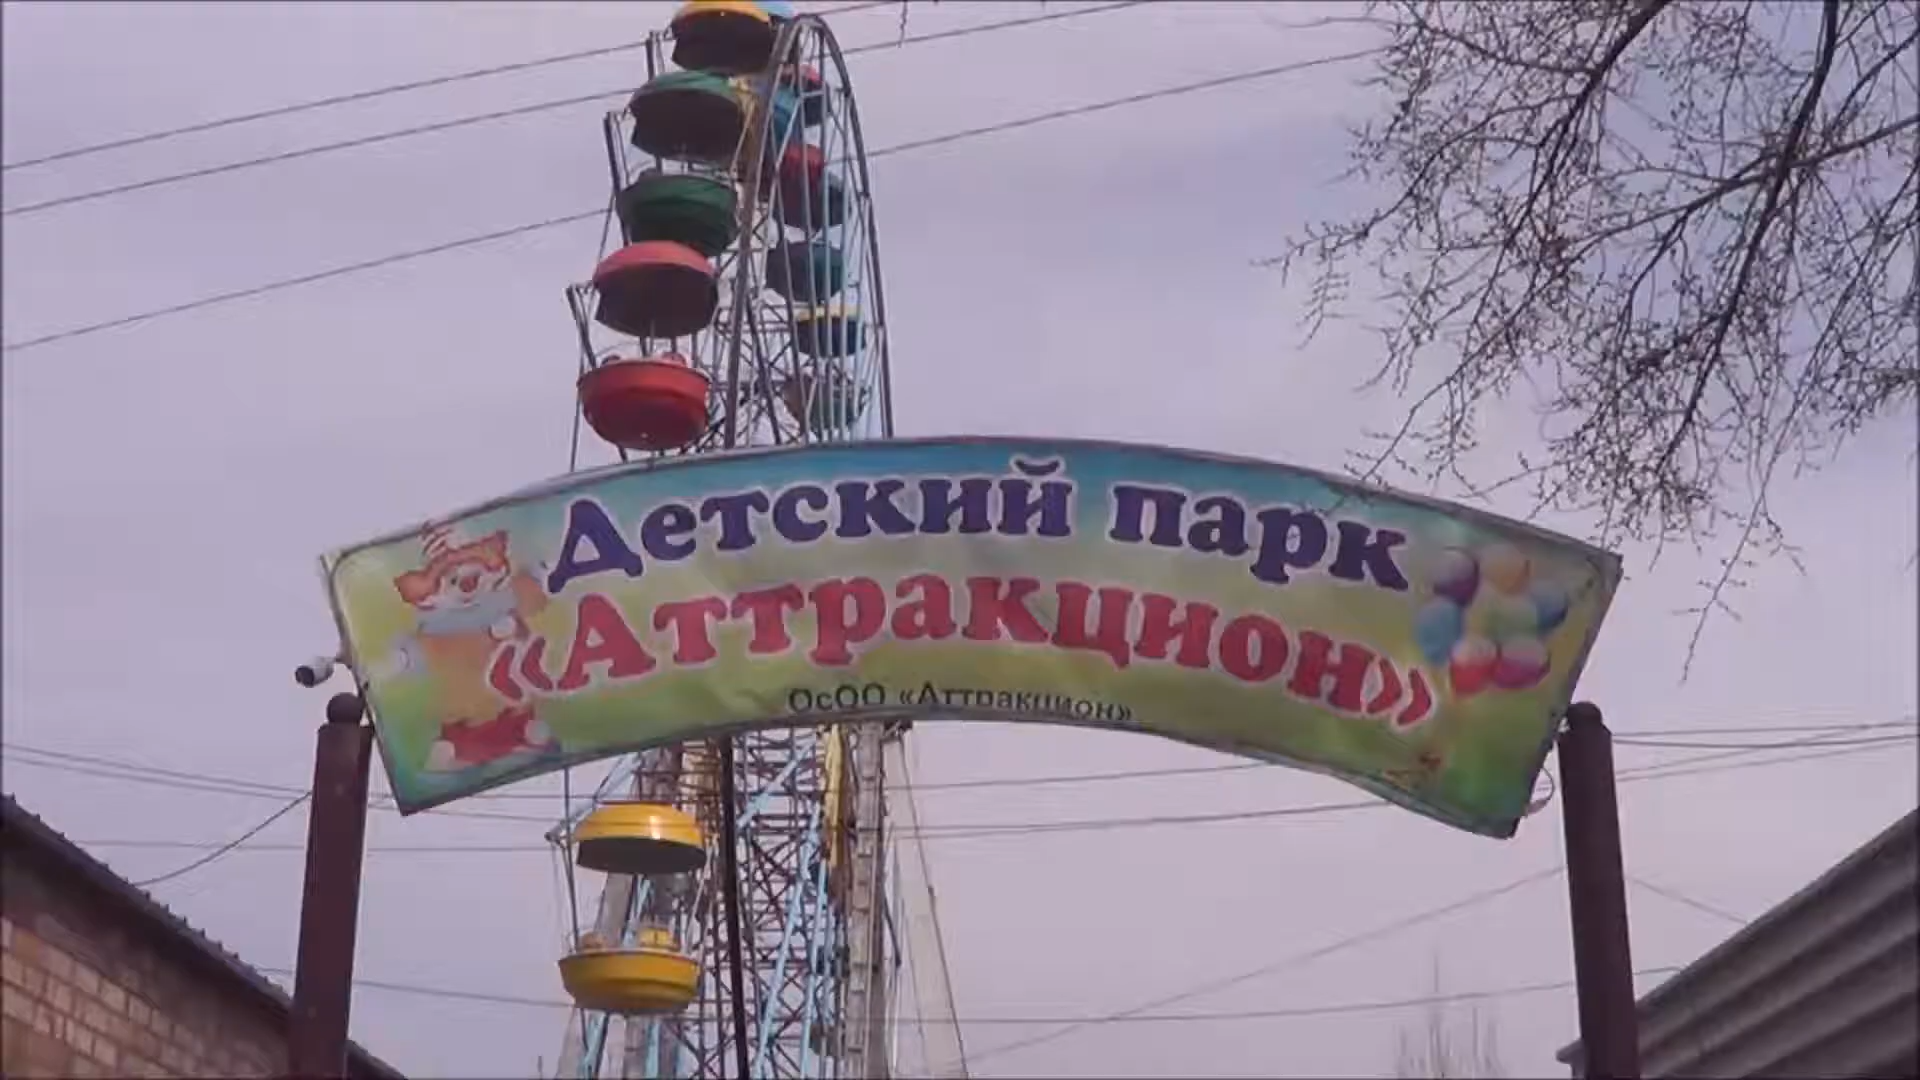 Детский парк
«Аттракцион»
ОсОО «Аттракцион»